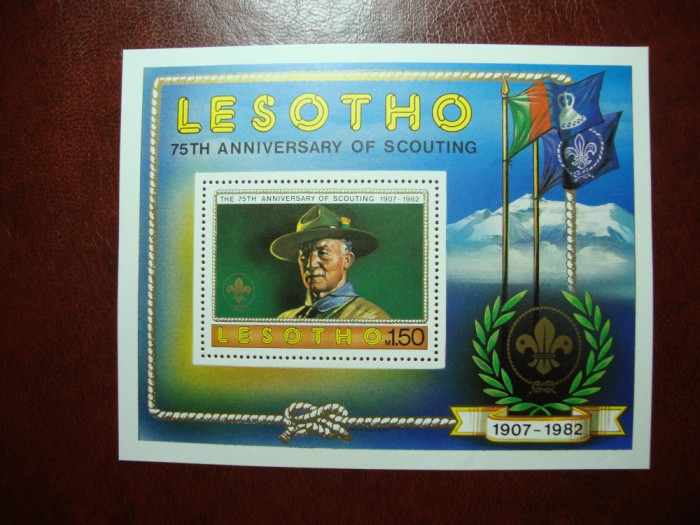 LESOTHO
75TH ANNIVERSARY OF SCOUTING
THE 75TH ANNIVERSARY OF SCOUTING 1907-1982
LESOTHO M1.50
1907-1982